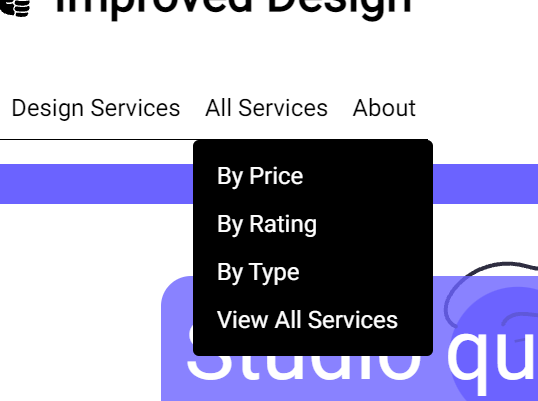 Improved Design
Design Services All Services About
By Price
By Rating
By Type
View All Services
Studio qu